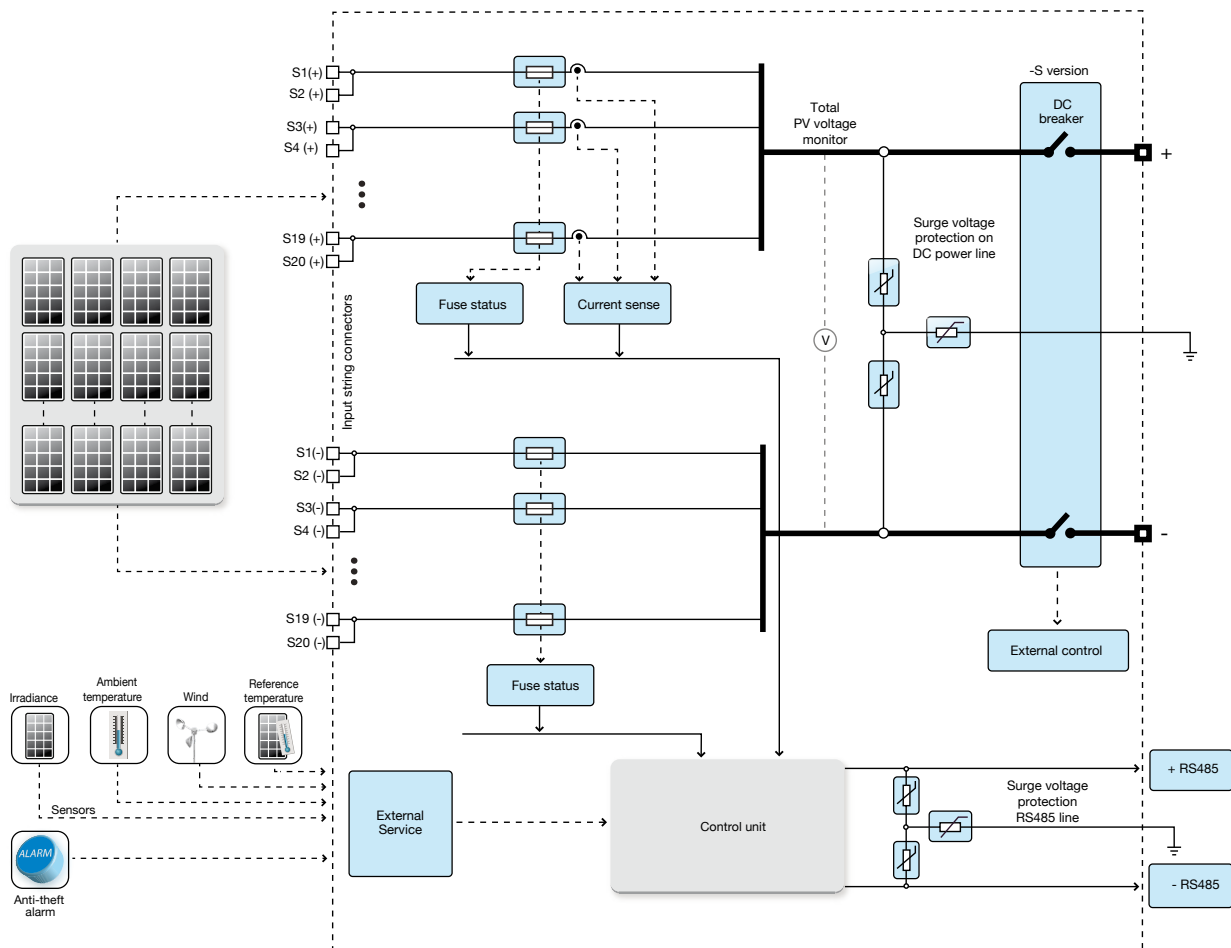 -S version
DC
breaker
Total
PV voltage
monitor
+
S1(+)
S2 (+)
S3(+)
S4 (+)
S19 (+)
S20 (+)
Surge voltage
protection on
DC power line
Fuse status
Current sense
V
Input string connectors
S1(-)
S2 (-)
S3(-)
S4 (-)
-
S19 (-)
S20 (-)
External control
Fuse status
Irradiance
Ambient
temperature
Wind
Reference
temperature
Sensors
External
Service
Control unit
+ RS485
Surge voltage
protection
RS485 line
- RS485
ALARM
Anti-theft
alarm